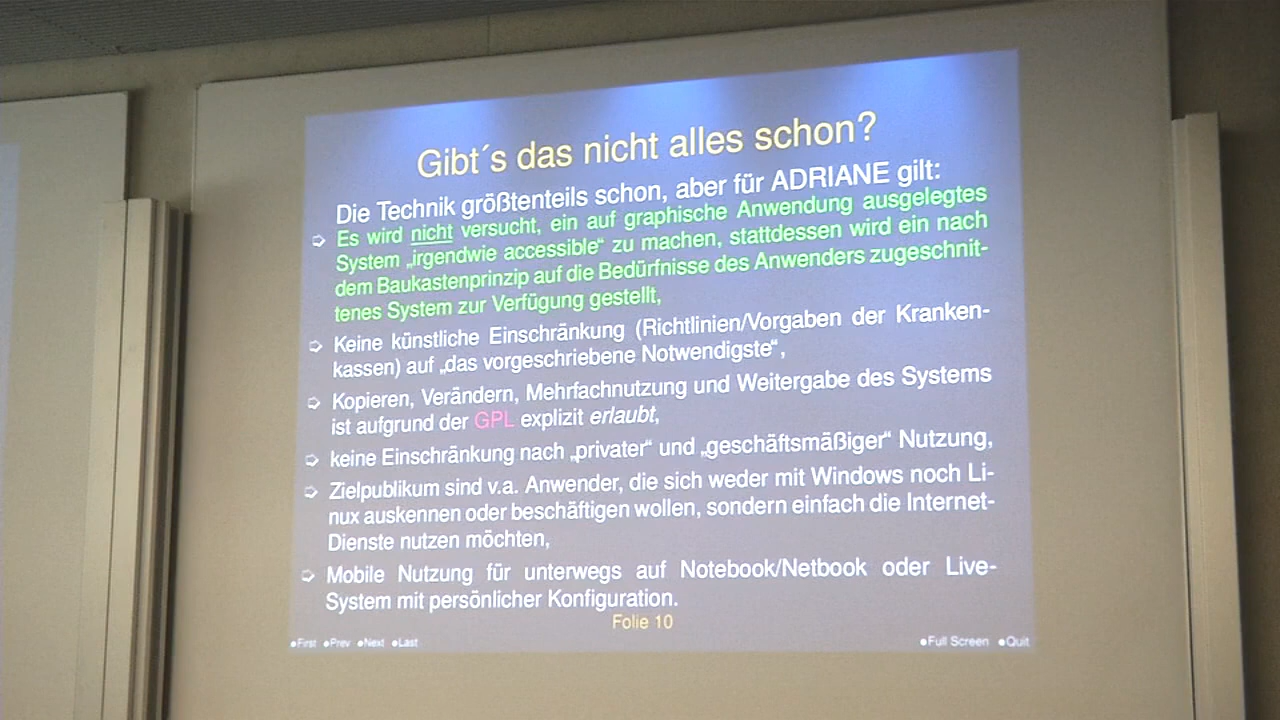 Gibt´s das nicht alles schon?
Die Technik größtenteils schon, aber für ADRIANE gilt:
➪ Es wird nicht versucht, ein auf graphische Anwendung ausgelegtes
System „irgendwie accessible“ zu machen, stattdessen wird ein nach
dem Baukastenprinzip auf die Bedürfnisse des Anwenders zugeschnit-
tenes System zur Verfügung gestellt,
➪ Keine künstliche Einschränkung (Richtlinien/Vorgaben der Kranken-
kassen) auf „das vorgeschriebene Notwendigste“,
➪ Kopieren, Verändern, Mehrfachnutzung und Weitergabe des Systems
ist aufgrund der GPL explizit erlaubt,
➪ keine Einschränkung nach „privater“ und „geschäftsmäßiger“ Nutzung,
➪ Zielpublikum sind v.a. Anwender, die sich weder mit Windows noch Li-
nux auskennen oder beschäftigen wollen, sondern einfach die Internet-
Dienste nutzen möchten,
➪ Mobile Nutzung für unterwegs auf Notebook/Netbook oder Live-
System mit persönlicher Konfiguration.
Folie 10
●First ●Prev ●Next ●Last ●Full Screen ●Quit